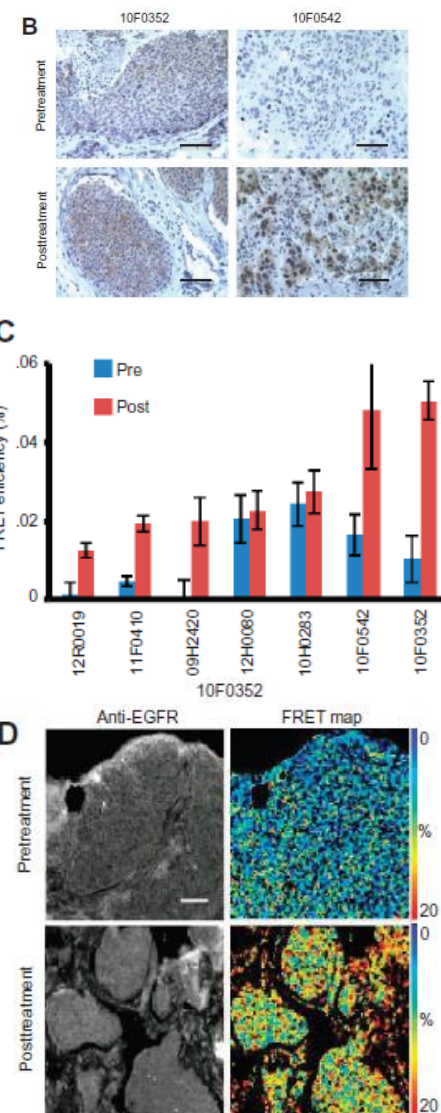 B
10F0352 10F0542
Pretreatment
Posttreatment
C
.06
.04
.02
0
Pre
Post
12R0019
11F0410
09H2420
12H0080
10H0283
10F0542
10F0352
10F0352
D
Anti-EGFR FRET map
Pretreatment
0
%
20
Posttreatment
0
%
20